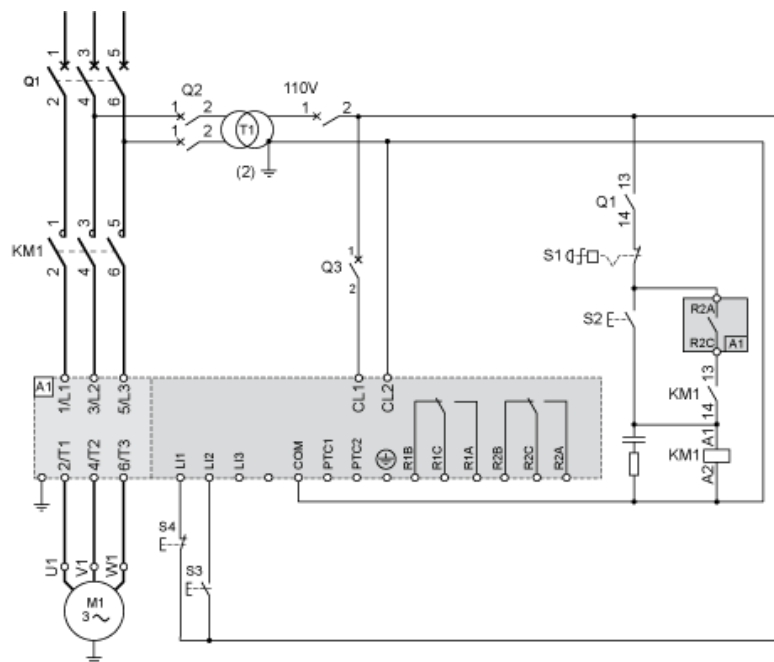 1 3 5
Q1
2 4 6
Q2
1 2
1 2
T1
(2)
110V
1 2
KM1
1 3 5
2 4 6
Q3
1
2
Q1
13
14
S1
S2
R2A
R2C
A1
KM1
13
14
KM1
A1
A2
A1
1/L1 3/L2 5/L3
CL1 CL2
2/T1 4/T2 6/T3
LI1 LI2 LI3 COM PTC1 PTC2 R1B R1C R1A R2B R2C R2A
S4
S3
U1 V1 W1
M1
3